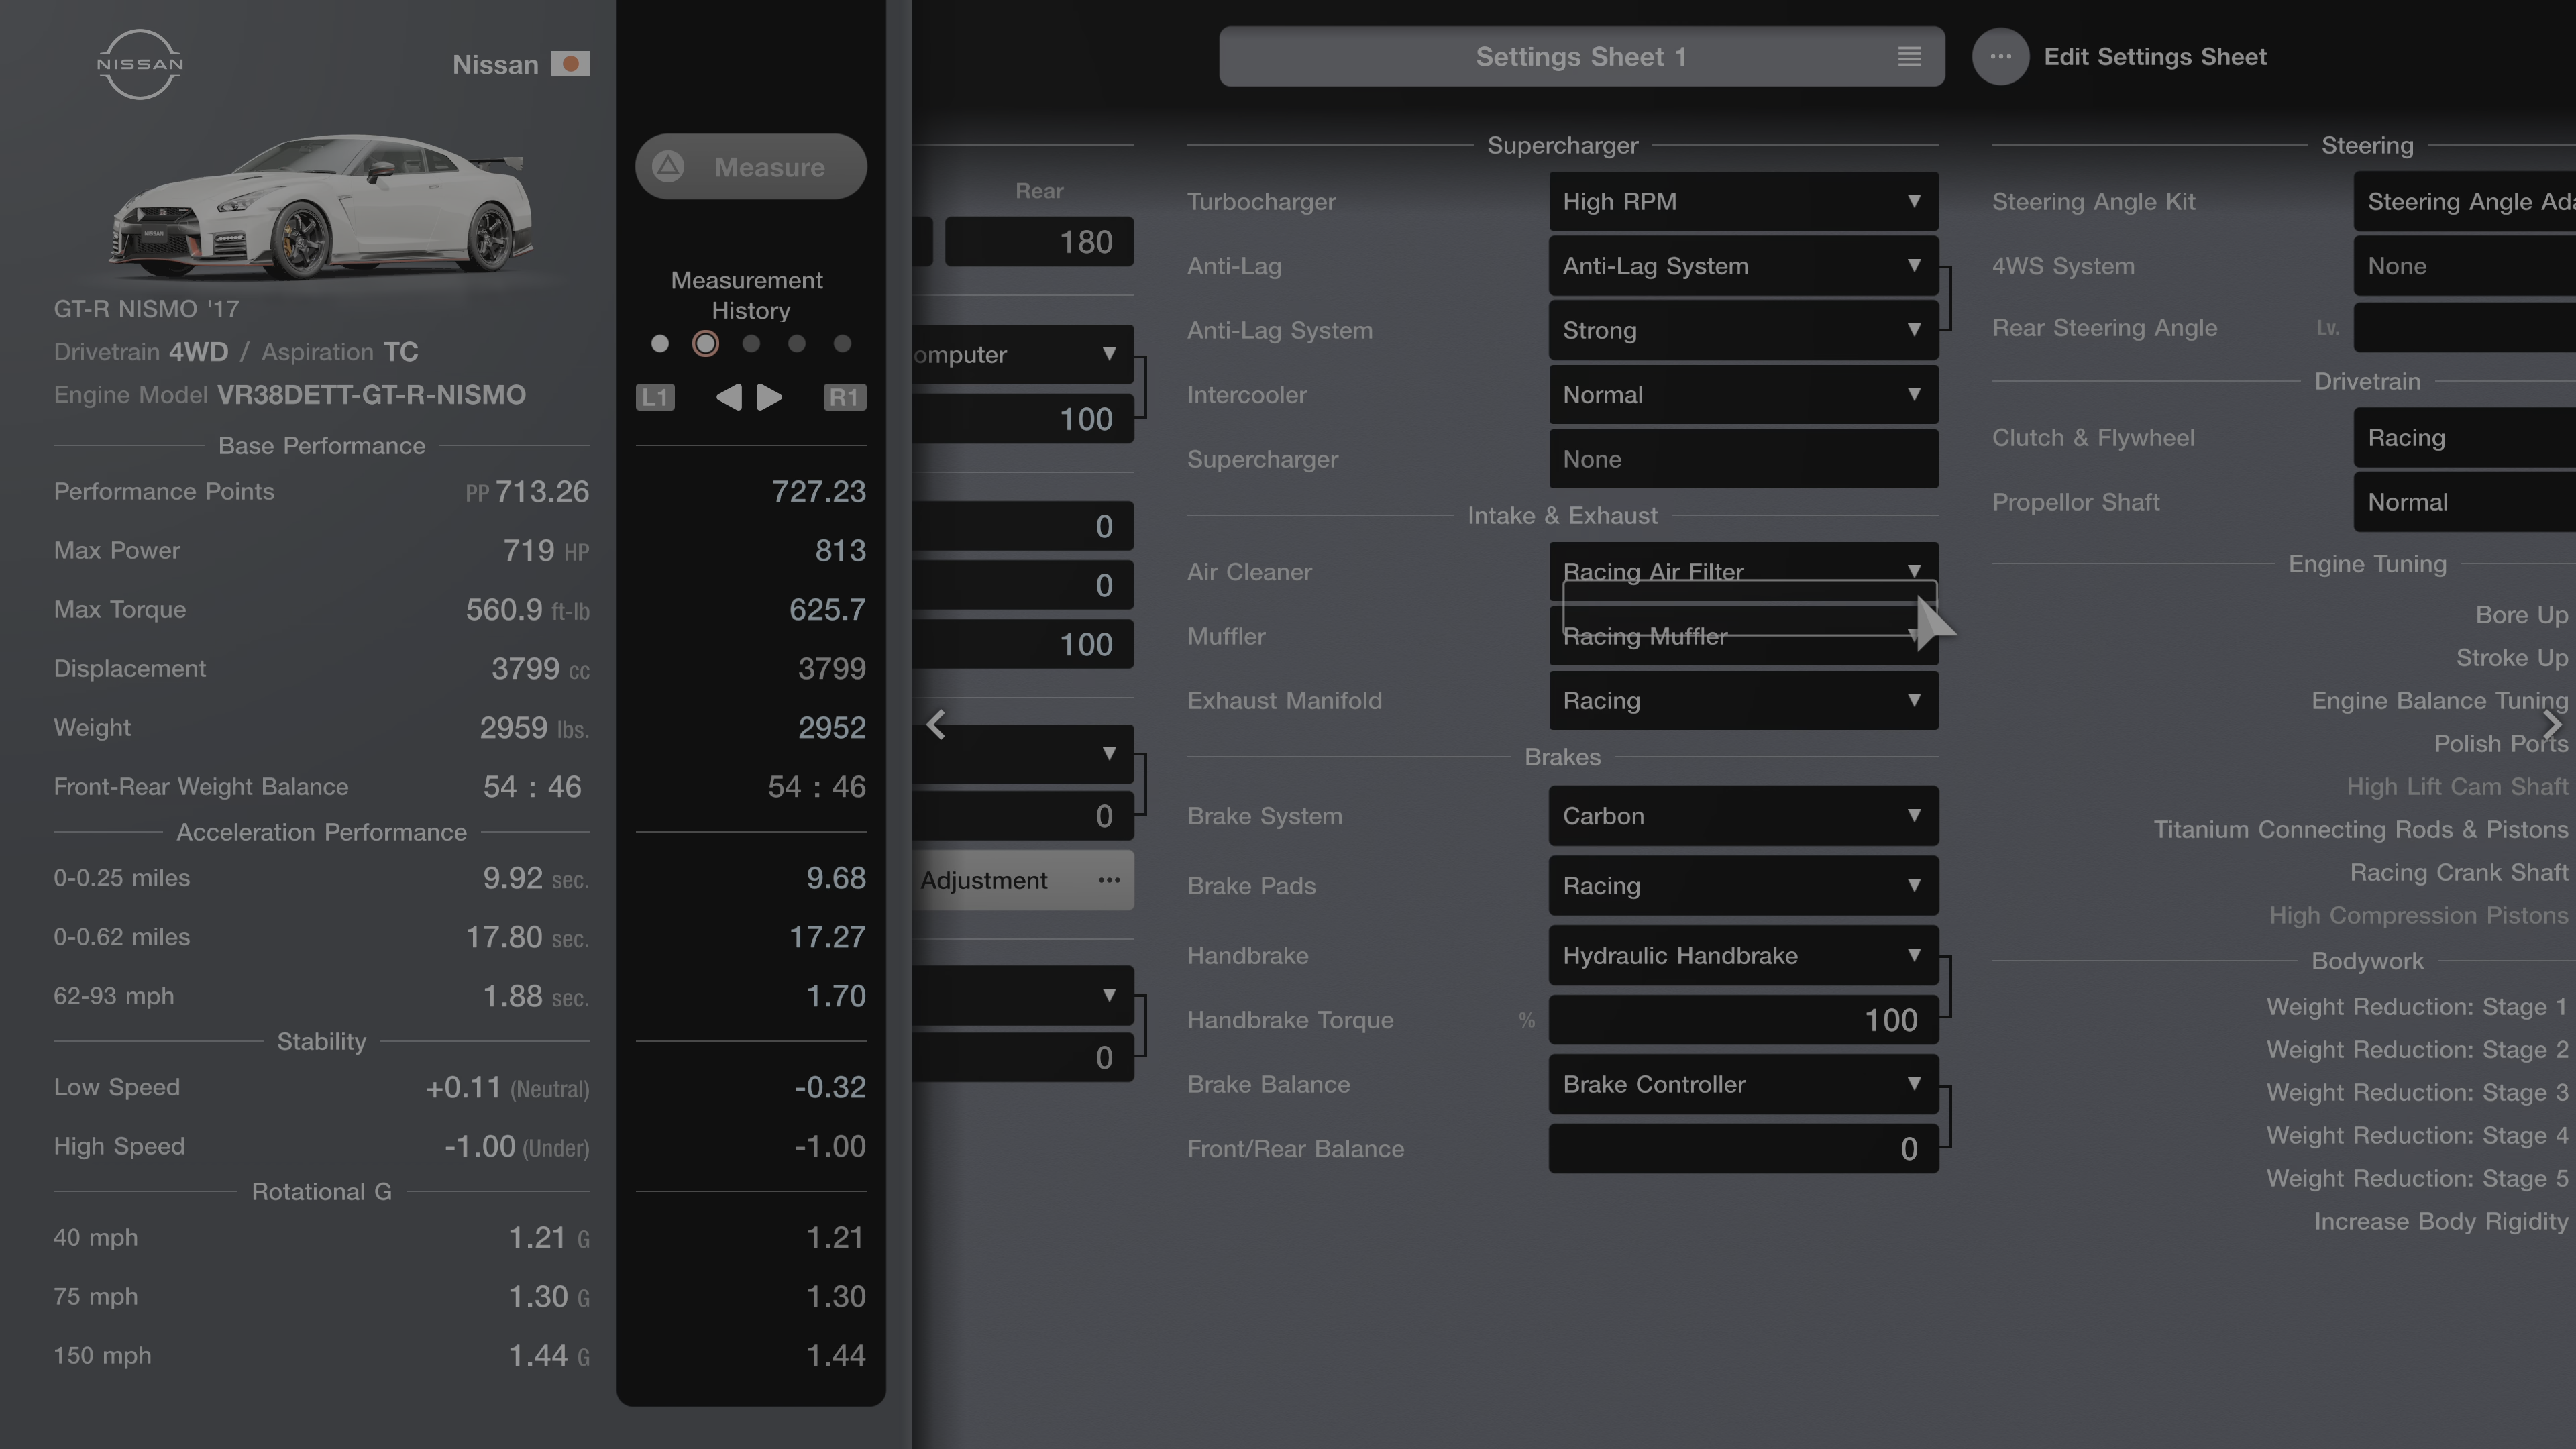 NISSAN
Nissan
GT-R NISMO '17
Drivetrain 4WD / Aspiration TC
Engine Model VR38DETT-GT-R-NISMO
Base Performance
Performance Points PP 713.26
Max Power 719 HP
Max Torque 560.9 ft-lb
Displacement 3799 cc
Weight 2959 lbs.
Front-Rear Weight Balance 54 : 46
Acceleration Performance
0-0.25 miles 9.92 sec.
0-0.62 miles 17.80 sec.
62-93 mph 1.88 sec.
Stability
Low Speed +0.11 (Neutral)
High Speed -1.00 (Under)
Rotational G
40 mph 1.21 G
75 mph 1.30 G
150 mph 1.44 G
Measure
Measurement
History
L1 R1
727.23
813
625.7
3799
2952
54 : 46
9.68
17.27
1.70
-0.32
-1.00
1.21
1.30
1.44
Rear
180
omputer
100
0
0
100
0
Adjustment
0
Settings Sheet 1
Edit Settings Sheet
Supercharger
Turbocharger High RPM
Anti-Lag Anti-Lag System
Anti-Lag System Strong
Intercooler Normal
Supercharger None
Intake & Exhaust
Air Cleaner Racing Air Filter
Muffler Racing Muffler
Exhaust Manifold Racing
Brakes
Brake System Carbon
Brake Pads Racing
Handbrake Hydraulic Handbrake
Handbrake Torque % 100
Brake Balance Brake Controller
Front/Rear Balance 0
Steering
Steering Angle Kit Steering Angle Ada
4WS System None
Rear Steering Angle Lv.
Drivetrain
Clutch & Flywheel Racing
Propellor Shaft Normal
Engine Tuning
Bore Up
Stroke Up
Engine Balance Tuning
Polish Ports
High Lift Cam Shaft
Titanium Connecting Rods & Pistons
Racing Crank Shaft
High Compression Pistons
Bodywork
Weight Reduction: Stage 1
Weight Reduction: Stage 2
Weight Reduction: Stage 3
Weight Reduction: Stage 4
Weight Reduction: Stage 5
Increase Body Rigidity